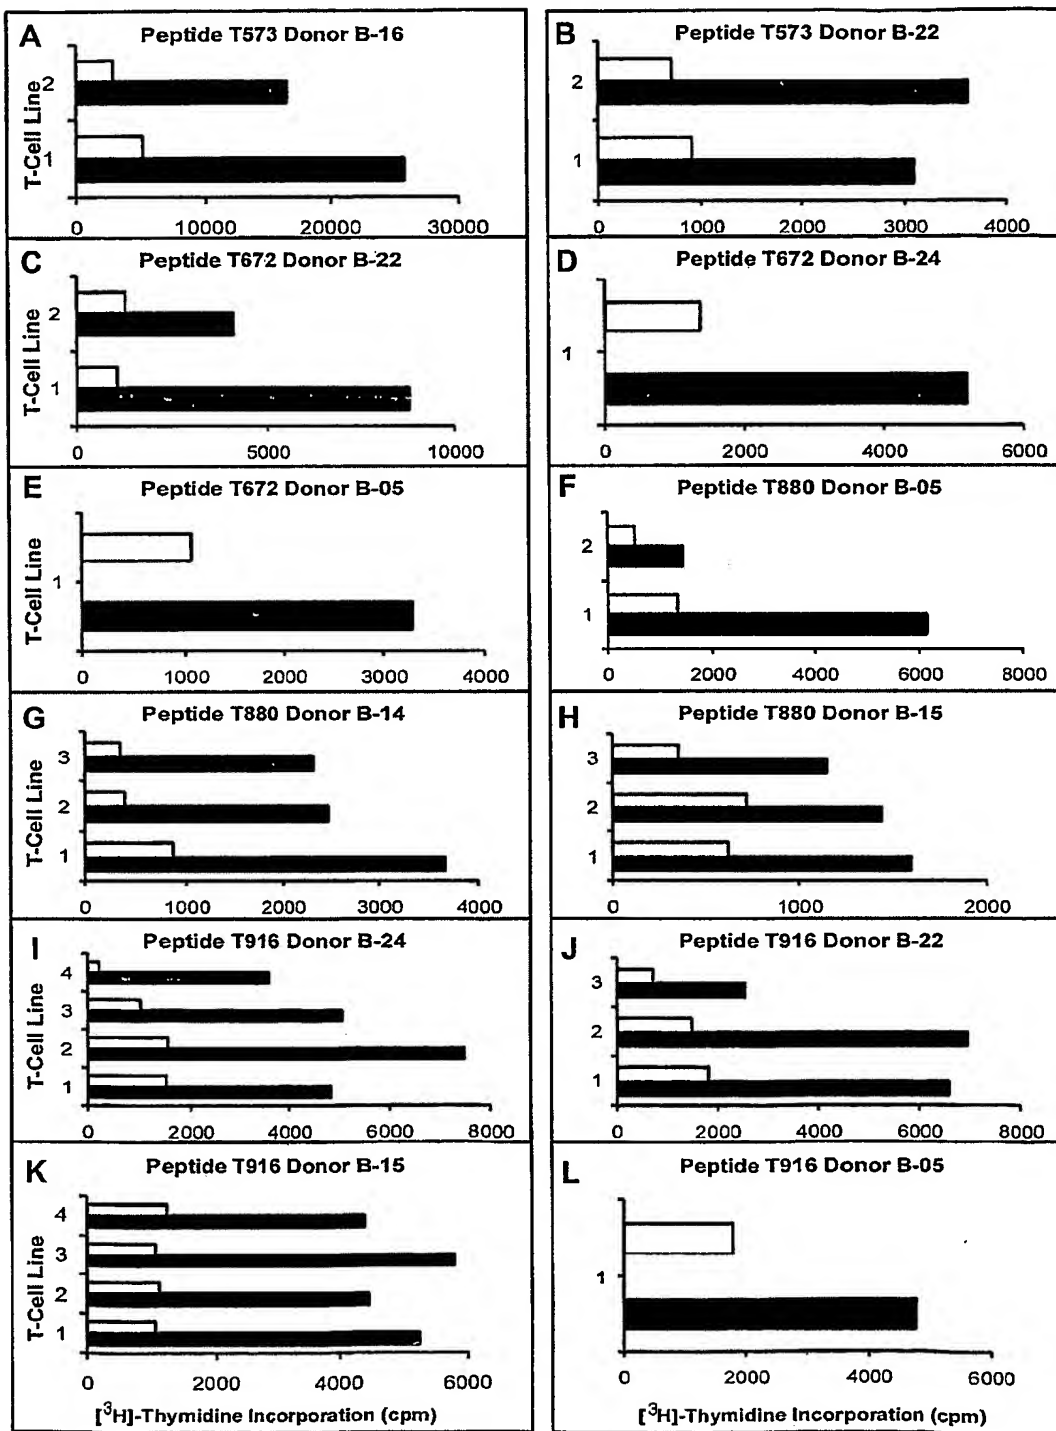 A Peptide T573 Donor B-16
T-Cell Line
2
1
0 10000 20000 30000
B Peptide T573 Donor B-22
2
1
0 1000 2000 3000 4000
C Peptide T672 Donor B-22
T-Cell Line
2
1
0 5000 10000
D Peptide T672 Donor B-24
1
0 2000 4000 6000
E Peptide T672 Donor B-05
T-Cell Line
1
0 1000 2000 3000 4000
F Peptide T880 Donor B-05
2
1
0 2000 4000 6000 8000
G Peptide T880 Donor B-14
T-Cell Line
3
2
1
0 1000 2000 3000 4000
H Peptide T880 Donor B-15
3
2
1
0 1000 2000
I Peptide T916 Donor B-24
T-Cell Line
4
3
2
1
0 2000 4000 6000 8000
J Peptide T916 Donor B-22
3
2
1
0 2000 4000 6000 8000
K Peptide T916 Donor B-15
T-Cell Line
4
3
2
1
0 2000 4000 6000
[³H]-Thymidine Incorporation (cpm)
L Peptide T916 Donor B-05
1
0 2000 4000 6000
[³H]-Thymidine Incorporation (cpm)